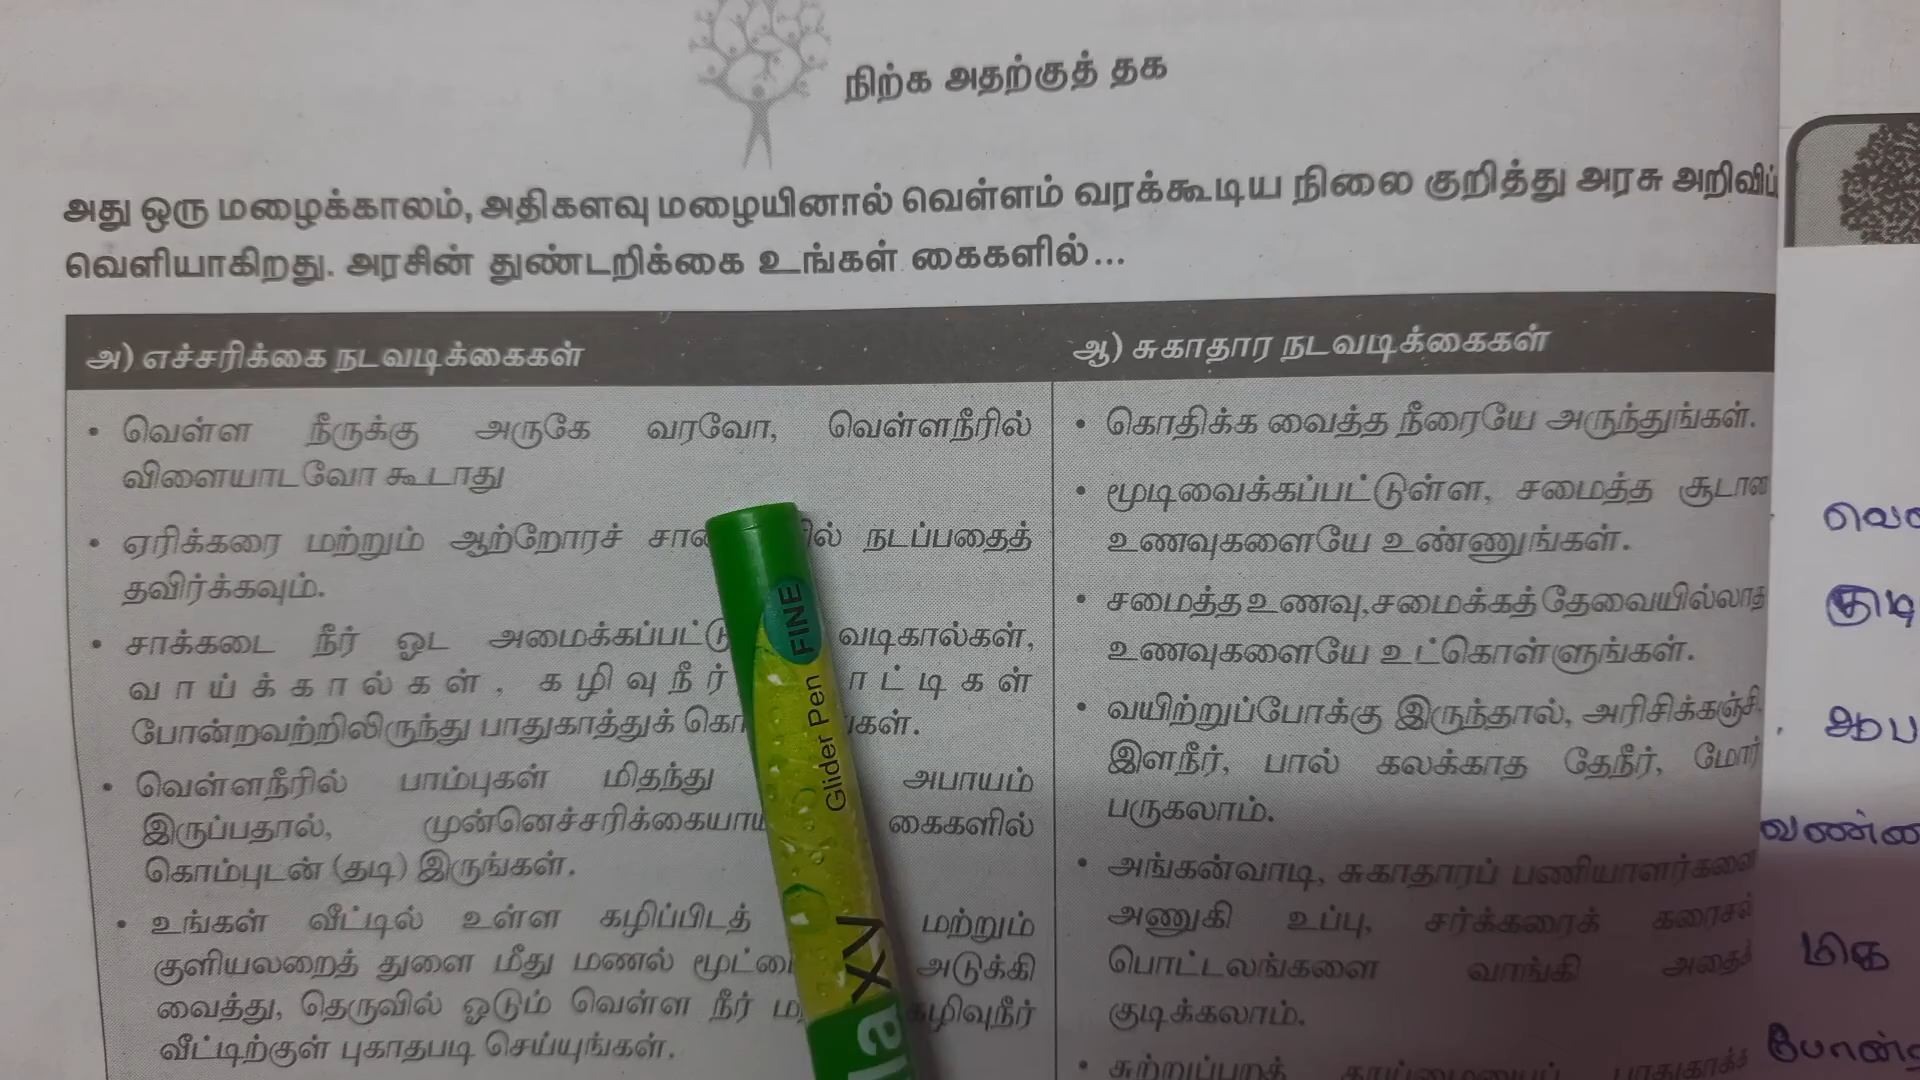 நிற்க அதற்குத் தக
அது ஒரு மழைக்காலம், அதிகளவு மழையினால் வெள்ளம் வரக்கூடிய நிலை குறித்து அரசு
வெளியாகிறது. அரசின் துண்டறிக்கை உங்கள் கைகளில்...
அ) எச்சரிக்கை நடவடிக்கைகள்
• வெள்ள நீருக்கு அருகே வரவோ, வெள்ளநீரில்
விளையாடவோ கூடாது
• ஏரிக்கரை மற்றும் ஆற்றோரச் நடப்பதைத்
தவிர்க்கவும்.
• சாக்கடை நீர் ஓட வடிகால்கள்,
வாய்க்கால்கள், கழிவுநீர்
போன்றவற்றிலிருந்து பாதுகாத்துக்
• வெள்ளநீரில் பாம்புகள் மிதந்து அபாயம்
இருப்பதால், கைகளில்
கொம்புடன் (தடி) இருங்கள்.
• உங்கள் வீட்டில் உள்ள கழிப்பிடத் மற்றும்
குளியலறைத் துளை மீது மணல் அடுக்கி
வைத்து, தெருவில் ஓடும் வெள்ள நீர் கழிவுநீர்
வீட்டிற்குள் புகாதபடி செய்யுங்கள்.
ஆ) சுகாதார நடவடிக்கைகள்
• கொதிக்க வைத்த நீரையே அருந்துங்கள்.
• மூடிவைக்கப்பட்டுள்ள, சமைத்த சூடான
உணவுகளையே உண்ணுங்கள்.
• சமைத்த உணவு, சமைக்கத் தேவையில்லாத
உணவுகளையே உட்கொள்ளுங்கள்.
• வயிற்றுப்போக்கு இருந்தால், அரிசிக்கஞ்சி,
இளநீர், பால் கலக்காத தேநீர், மோர்
பருகலாம்.
• அங்கன்வாடி, சுகாதாரப் பணியாளர்களை
அணுகி உப்பு, சர்க்கரைக் கரைசல்
பொட்டலங்களை வாங்கி அதைக்
குடிக்கலாம்.
FINE
Glider Pen
மிக